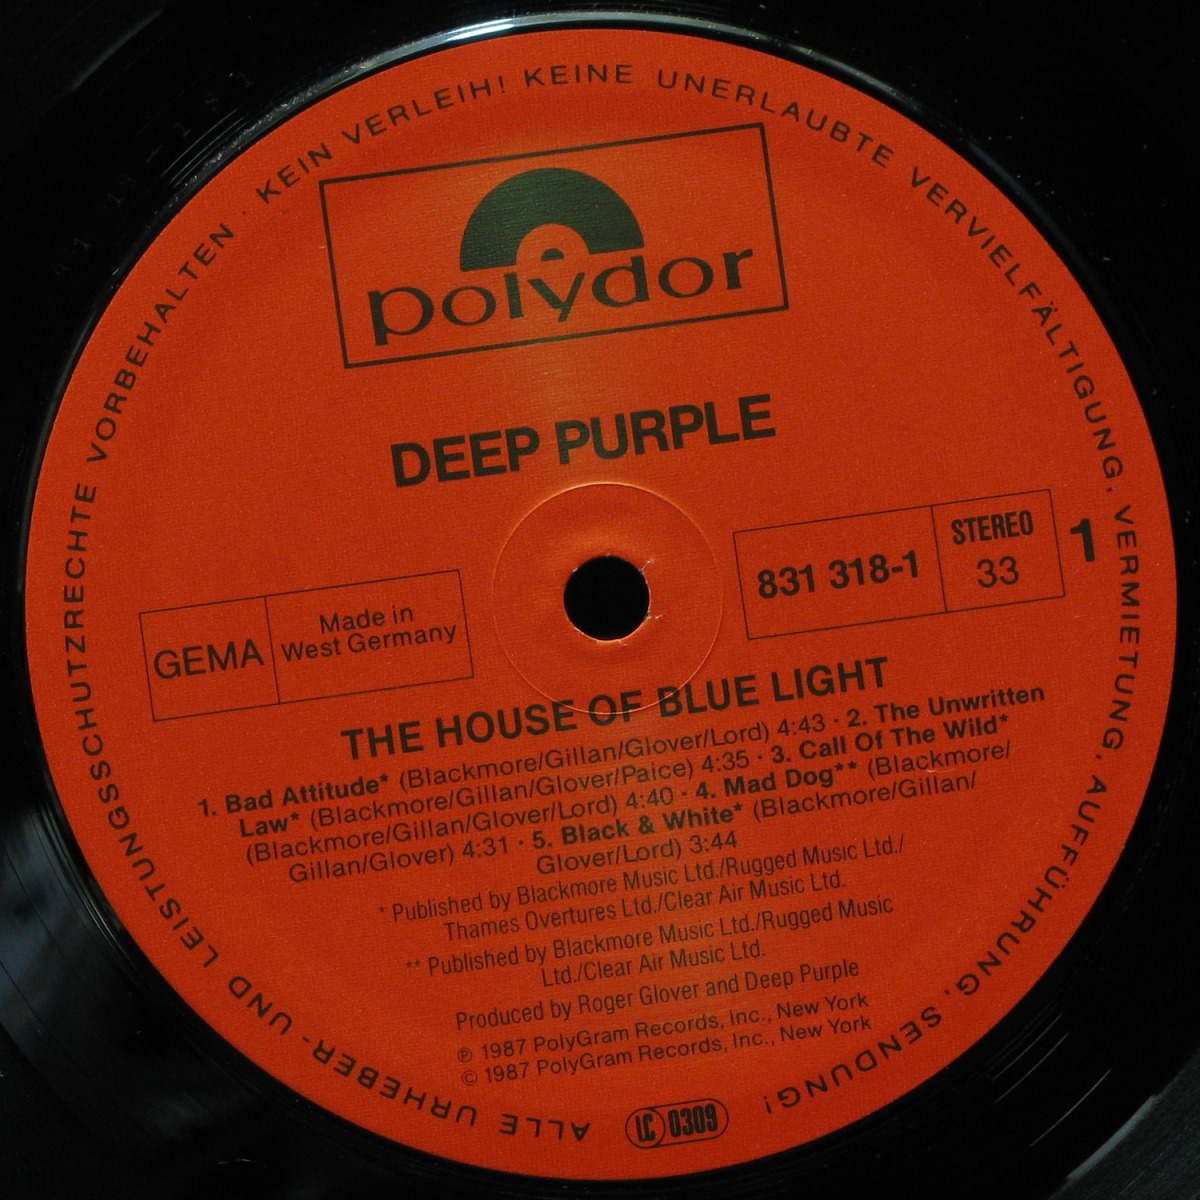 ALLE URHEBER- UND LEISTUNGSSCHUTZRECHTE VORBEHALTEN · KEIN VERLEIH! KEINE UNERLAUBTE VERVIELFÄLTIGUNG, VERMIETUNG, AUFFÜHRUNG, SENDUNG!
polydor
DEEP PURPLE
GEMA
Made in
West Germany
831 318-1
STEREO
33
1
THE HOUSE OF BLUE LIGHT
1. Bad Attitude* (Blackmore/Gillan/Glover/Lord) 4:43 · 2. The Unwritten
Law* (Blackmore/Gillan/Glover/Paice) 4:35 · 3. Call Of The Wild*
(Blackmore/Gillan/Glover/Lord) 4:40 · 4. Mad Dog** (Blackmore/
Gillan/Glover) 4:31 · 5. Black & White* (Blackmore/Gillan/
Glover/Lord) 3:44
* Published by Blackmore Music Ltd./Rugged Music Ltd./
Thames Overtures Ltd./Clear Air Music Ltd.
** Published by Blackmore Music Ltd./Rugged Music
Ltd./Clear Air Music Ltd.
Produced by Roger Glover and Deep Purple
℗ 1987 PolyGram Records, Inc., New York
© 1987 PolyGram Records, Inc., New York
LC 0309